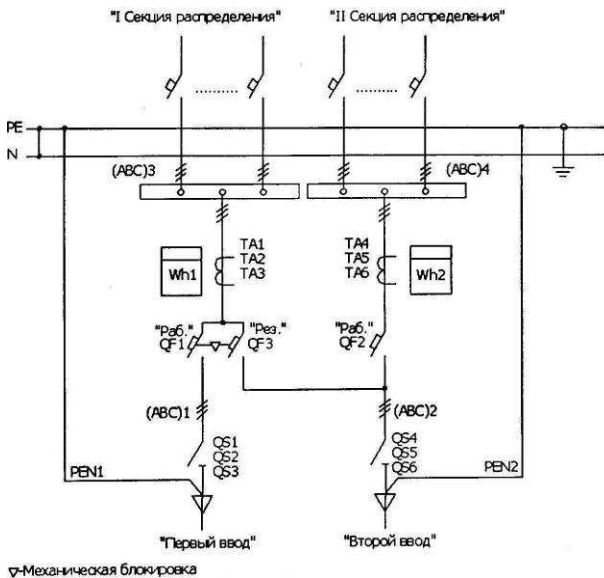 "I Секция распределения" "II Секция распределения"
PE
N
(ABC)3 (ABC)4
TA1
TA2
TA3
Wh1
TA4
TA5
TA6
Wh2
"Раб." "Рез."
QF1 QF3
"Раб."
QF2
(ABC)1 (ABC)2
QS1
QS2
QS3
QS4
QS5
QS6
PEN1 PEN2
"Первый ввод" "Второй ввод"
-Механическая блокировка